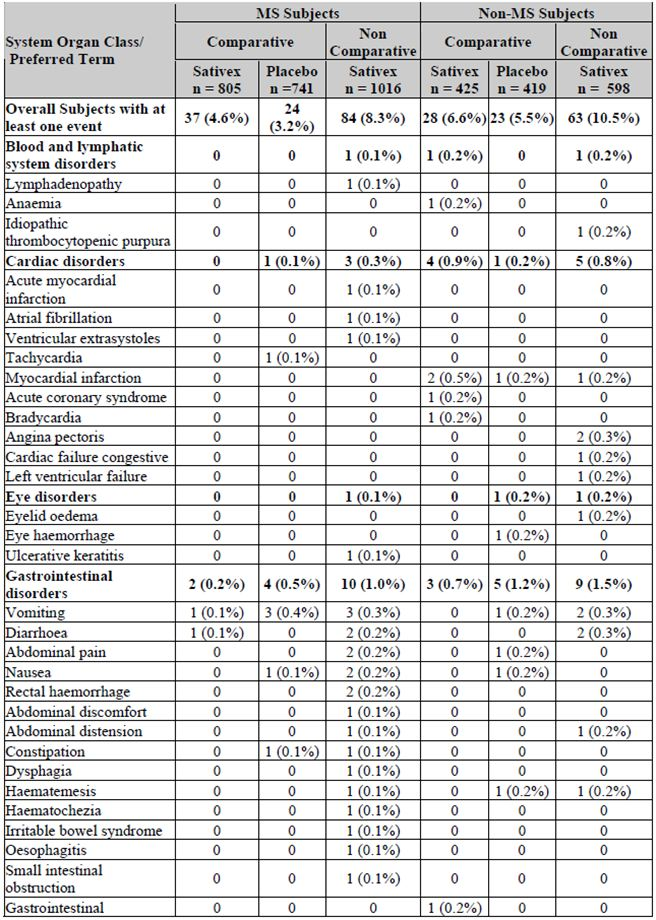 System Organ Class/ Preferred Term | MS Subjects | Non-MS Subjects
Comparative | Non Comparative | Comparative | Non Comparative
Sativex n = 805 | Placebo n =741 | Sativex n = 1016 | Sativex n = 425 | Placebo n = 419 | Sativex n = 598
Overall Subjects with at least one event | 37 (4.6%) | 24 (3.2%) | 84 (8.3%) | 28 (6.6%) | 23 (5.5%) | 63 (10.5%)
Blood and lymphatic system disorders | 0 | 0 | 1 (0.1%) | 1 (0.2%) | 0 | 1 (0.2%)
Lymphadenopathy | 0 | 0 | 1 (0.1%) | 0 | 0 | 0
Anaemia | 0 | 0 | 0 | 1 (0.2%) | 0 | 0
Idiopathic thrombocytopenic purpura | 0 | 0 | 0 | 0 | 0 | 1 (0.2%)
Cardiac disorders | 0 | 1 (0.1%) | 3 (0.3%) | 4 (0.9%) | 1 (0.2%) | 5 (0.8%)
Acute myocardial infarction | 0 | 0 | 1 (0.1%) | 0 | 0 | 0
Atrial fibrillation | 0 | 0 | 1 (0.1%) | 0 | 0 | 0
Ventricular extrasystoles | 0 | 0 | 1 (0.1%) | 0 | 0 | 0
Tachycardia | 0 | 1 (0.1%) | 0 | 0 | 0 | 0
Myocardial infarction | 0 | 0 | 0 | 2 (0.5%) | 1 (0.2%) | 1 (0.2%)
Acute coronary syndrome | 0 | 0 | 0 | 1 (0.2%) | 0 | 0
Bradycardia | 0 | 0 | 0 | 1 (0.2%) | 0 | 0
Angina pectoris | 0 | 0 | 0 | 0 | 0 | 2 (0.3%)
Cardiac failure congestive | 0 | 0 | 0 | 0 | 0 | 1 (0.2%)
Left ventricular failure | 0 | 0 | 0 | 0 | 0 | 1 (0.2%)
Eye disorders | 0 | 0 | 1 (0.1%) | 0 | 1 (0.2%) | 1 (0.2%)
Eyelid oedema | 0 | 0 | 0 | 0 | 0 | 1 (0.2%)
Eye haemorrhage | 0 | 0 | 0 | 0 | 1 (0.2%) | 0
Ulcerative keratitis | 0 | 0 | 1 (0.1%) | 0 | 0 | 0
Gastrointestinal disorders | 2 (0.2%) | 4 (0.5%) | 10 (1.0%) | 3 (0.7%) | 5 (1.2%) | 9 (1.5%)
Vomiting | 1 (0.1%) | 3 (0.4%) | 3 (0.3%) | 0 | 1 (0.2%) | 2 (0.3%)
Diarrhoea | 1 (0.1%) | 0 | 2 (0.2%) | 0 | 0 | 2 (0.3%)
Abdominal pain | 0 | 0 | 2 (0.2%) | 0 | 1 (0.2%) | 0
Nausea | 0 | 1 (0.1%) | 2 (0.2%) | 0 | 1 (0.2%) | 0
Rectal haemorrhage | 0 | 0 | 2 (0.2%) | 0 | 0 | 0
Abdominal discomfort | 0 | 0 | 1 (0.1%) | 0 | 0 | 0
Abdominal distension | 0 | 0 | 1 (0.1%) | 0 | 0 | 1 (0.2%)
Constipation | 0 | 1 (0.1%) | 1 (0.1%) | 0 | 0 | 0
Dysphagia | 0 | 0 | 1 (0.1%) | 0 | 0 | 0
Haematemesis | 0 | 0 | 1 (0.1%) | 0 | 1 (0.2%) | 1 (0.2%)
Haematochezia | 0 | 0 | 1 (0.1%) | 0 | 0 | 0
Irritable bowel syndrome | 0 | 0 | 1 (0.1%) | 0 | 0 | 0
Oesophagitis | 0 | 0 | 1 (0.1%) | 0 | 0 | 0
Small intestinal obstruction | 0 | 0 | 1 (0.1%) | 0 | 0 | 0
Gastrointestinal | 0 | 0 | 0 | 1 (0.2%) | 0 | 0